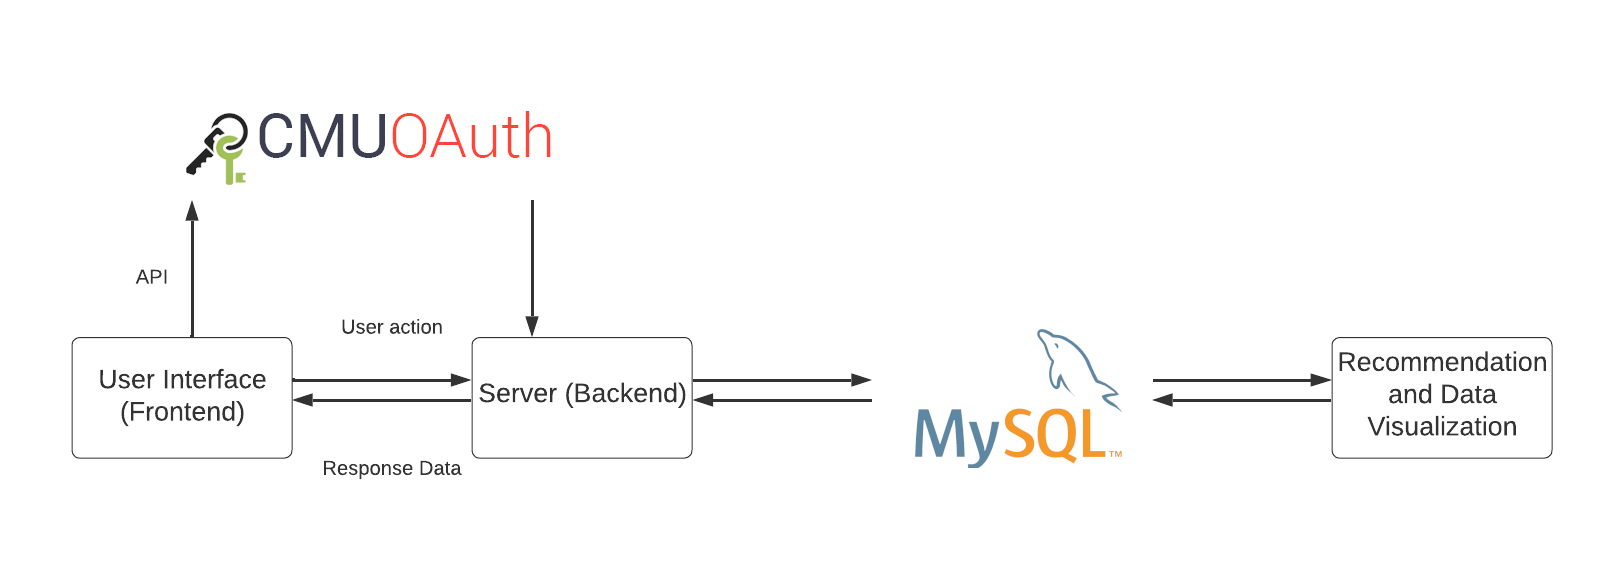 CMUOAuth
API
User action
User Interface
(Frontend)
Server (Backend)
Response Data
MySQL™
Recommendation
and Data
Visualization